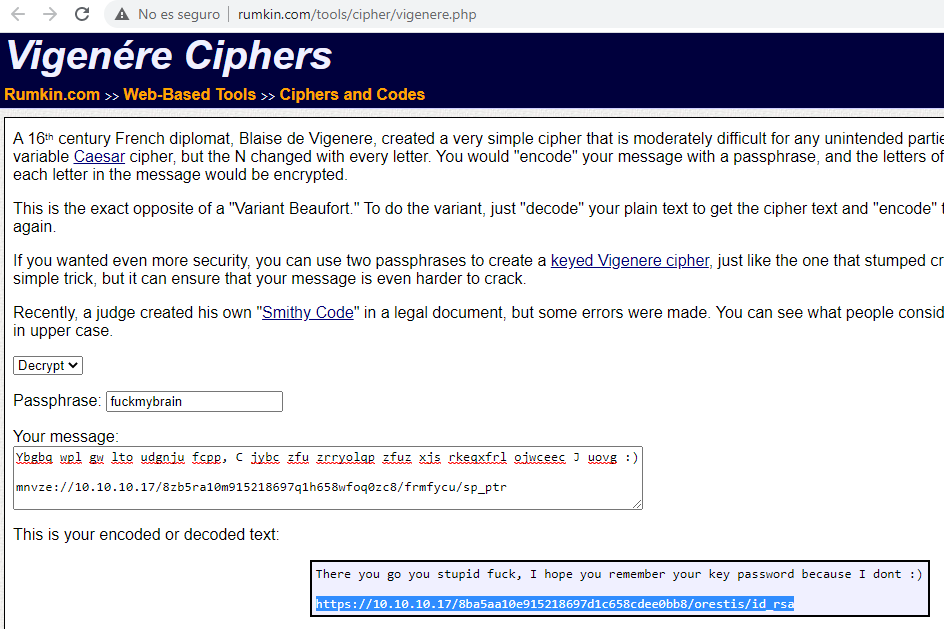 No es seguro | rumkin.com/tools/cipher/vigenere.php
Vigenére Ciphers
Rumkin.com >> Web-Based Tools >> Ciphers and Codes
A 16th century French diplomat, Blaise de Vigenere, created a very simple cipher that is moderately difficult for any unintended partie
variable Caesar cipher, but the N changed with every letter. You would "encode" your message with a passphrase, and the letters of
each letter in the message would be encrypted.
This is the exact opposite of a "Variant Beaufort." To do the variant, just "decode" your plain text to get the cipher text and "encode" t
again.
If you wanted even more security, you can use two passphrases to create a keyed Vigenere cipher, just like the one that stumped cr
simple trick, but it can ensure that your message is even harder to crack.
Recently, a judge created his own "Smithy Code" in a legal document, but some errors were made. You can see what people consid
in upper case.
Decrypt
Passphrase: fuckmybrain
Your message:
Ybgbq wpl gw lto udgnju fcpp, C jybc zfu zrryolqp zfuz xjs rkeqxfrl ojwceec J uovg :)
mnvze://10.10.10.17/8zb5ra10m915218697q1h658wfoq0zc8/frmfycu/sp_ptr
This is your encoded or decoded text:
There you go you stupid fuck, I hope you remember your key password because I dont :)
https://10.10.10.17/8ba5aa10e915218697d1c658cdee0bb8/orestis/id_rsa